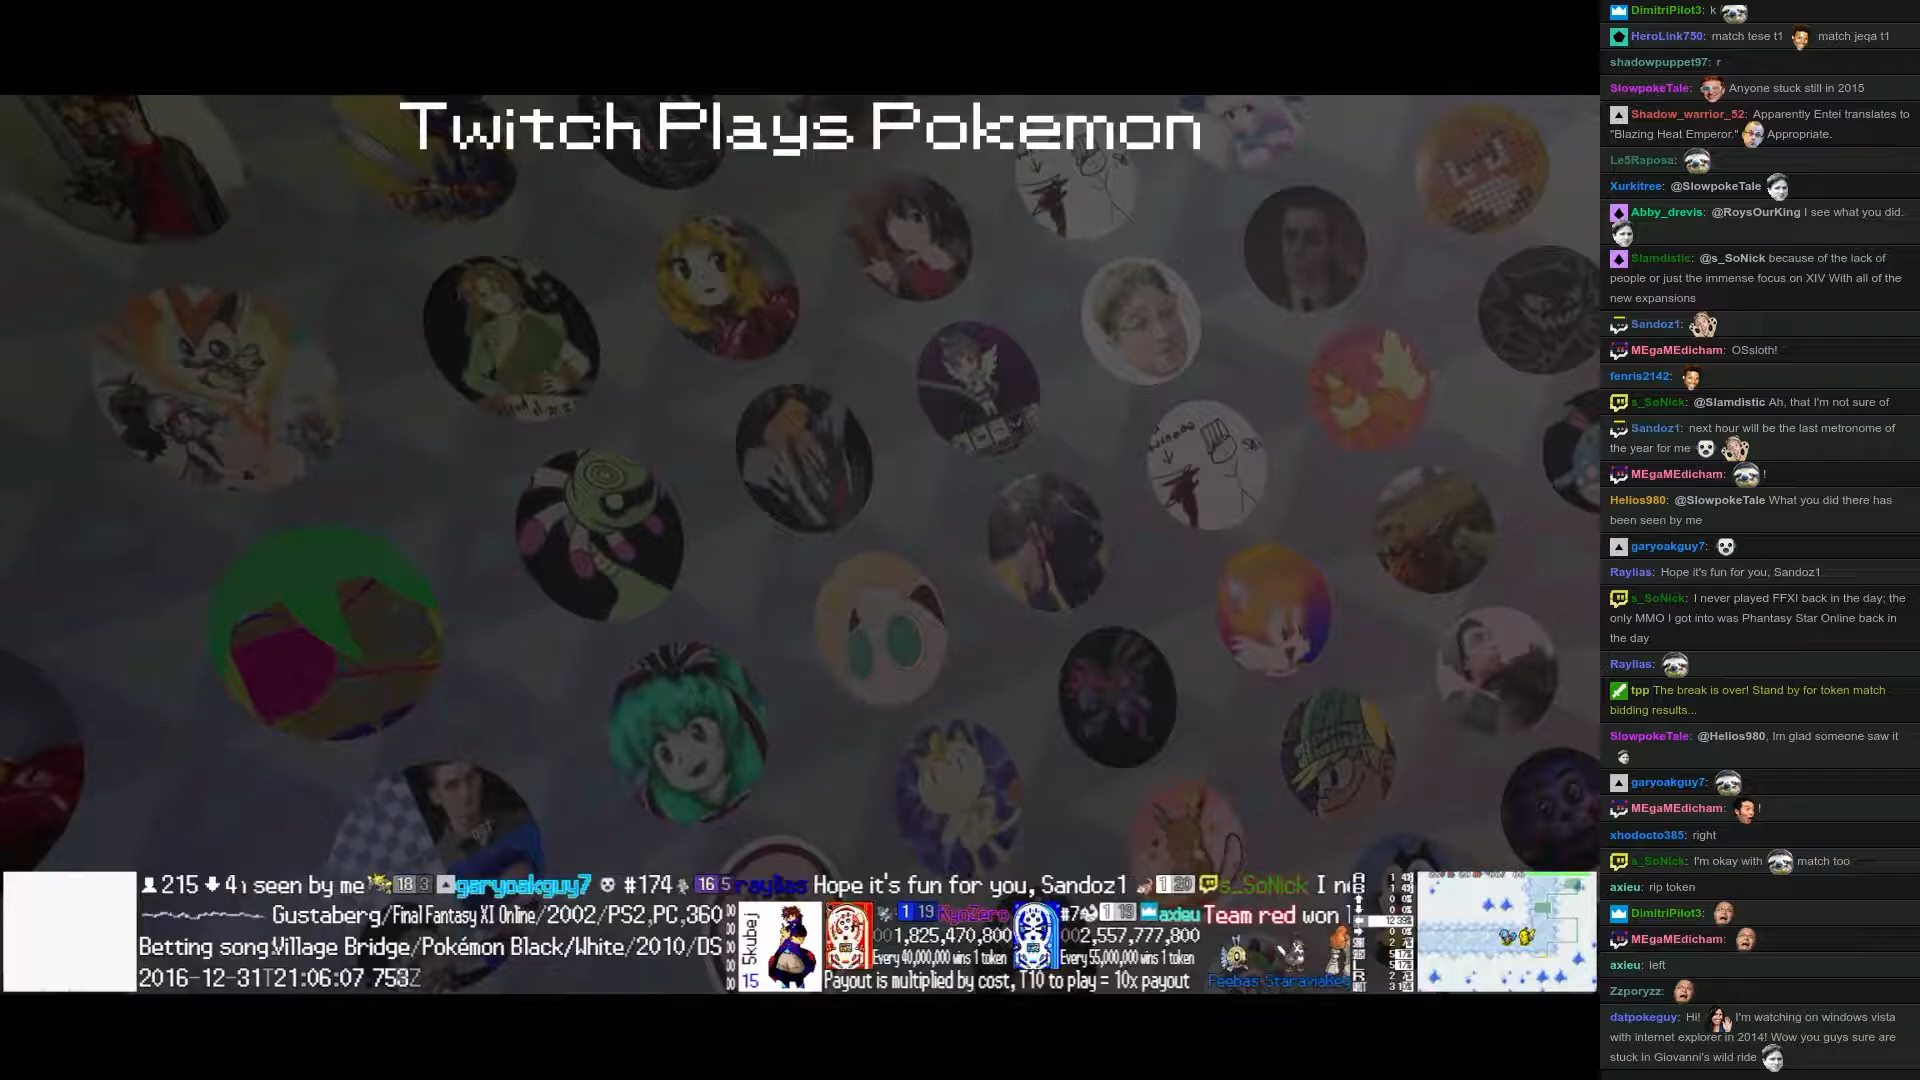 Twitch Plays Pokemon
DimitriPilot3: k
HeroLink750: match tese t1 match jeqa t1
shadowpuppet97: r
SlowpokeTale: Anyone stuck still in 2015
Shadow_warrior_52: Apparently Entei translates to
"Blazing Heat Emperor." Appropriate.
Le5Raposa:
Xurkitree: @SlowpokeTale
Abby_drevis: @RoysOurKing I see what you did.
Slamdistic: @s_SoNick because of the lack of
people or just the immense focus on XIV With all of the
new expansions
Sandoz1:
MEgaMEdicham: OSsloth!
fenris2142:
s_SoNick: @Slamdistic Ah, that I'm not sure of
Sandoz1: next hour will be the last metronome of
the year for me
MEgaMEdicham: !
Helios980: @SlowpokeTale What you did there has
been seen by me
garyoakguy7:
Raylias: Hope it's fun for you, Sandoz1
s_SoNick: I never played FFXI back in the day; the
only MMO I got into was Phantasy Star Online back in
the day
Raylias:
tpp The break is over! Stand by for token match
bidding results...
SlowpokeTale: @Helios980, Im glad someone saw it
garyoakguy7:
MEgaMEdicham: !
xhodocto385: right
s_SoNick: I'm okay with match too
axieu: rip token
DimitriPilot3:
MEgaMEdicham:
axieu: left
Zzporyzz:
datpokeguy: Hi! I'm watching on windows vista
with internet explorer in 2014! Wow you guys sure are
stuck in Giovanni's wild ride
215 4 seen by me 18 3 garyoakguy7 #174 16 5 raylias Hope it's fun for you, Sandoz1 1 20 s_SoNick I n
Gustaberg/Final Fantasy XI Online/2002/PS2,PC,360
Betting song: Village Bridge/Pokémon Black/White/2010/DS
2016-12-31T21:06:07.753Z
5kubej
15
1 19 KyoZero #7 1 19 axieu Team red won
001,825,470,800 002,557,777,800
Every 40,000,000 wins 1 token Every 55,000,000 wins 1 token
Payout is multiplied by cost, T10 to play = 10x payout
Feebas Staravia